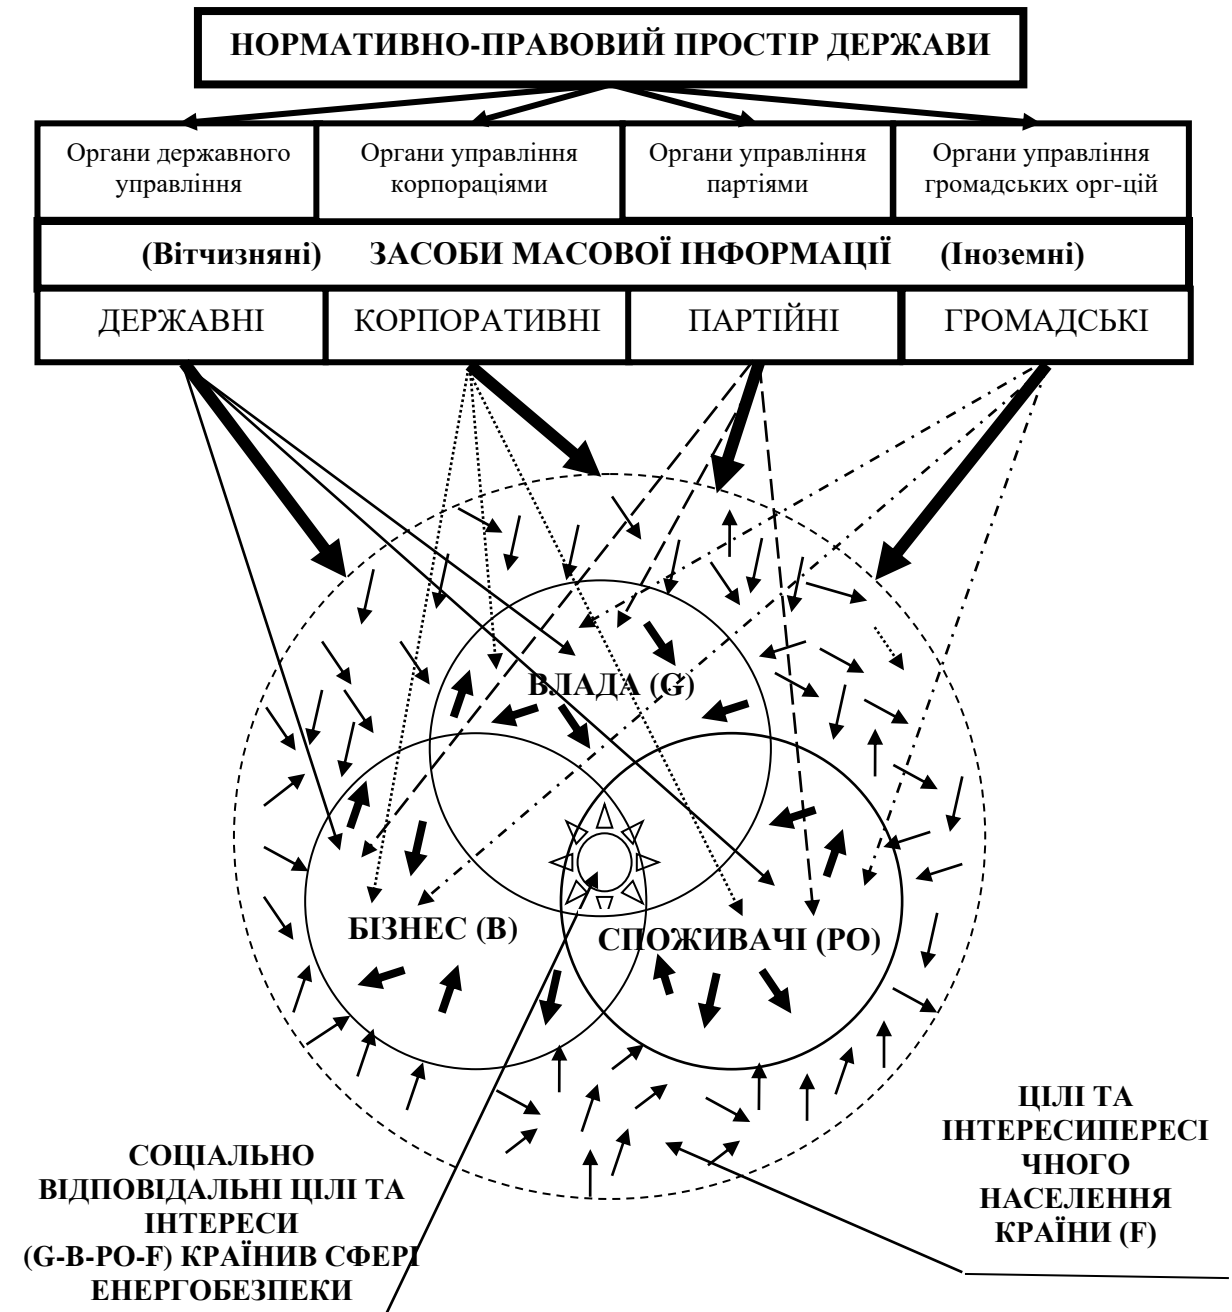 НОРМАТИВНО-ПРАВОВИЙ ПРОСТІР ДЕРЖАВИ
Органи державного
управління
Органи управління
корпораціями
Органи управління
партіями
Органи управління
громадських орг-цій
(Вітчизняні) ЗАСОБИ МАСОВОЇ ІНФОРМАЦІЇ (Іноземні)
ДЕРЖАВНІ
КОРПОРАТИВНІ
ПАРТІЙНІ
ГРОМАДСЬКІ
ВЛАДА (G)
БІЗНЕС (B)
СПОЖИВАЧІ (PO)
СОЦІАЛЬНО
ВІДПОВІДАЛЬНІ ЦІЛІ ТА
ІНТЕРЕСИ
(G-B-PO-F) КРАЇНИВ СФЕРІ
ЕНЕРГОБЕЗПЕКИ
ЦІЛІ ТА
ІНТЕРЕСИПЕРЕСІ
ЧНОГО
НАСЕЛЕННЯ
КРАЇНИ (F)